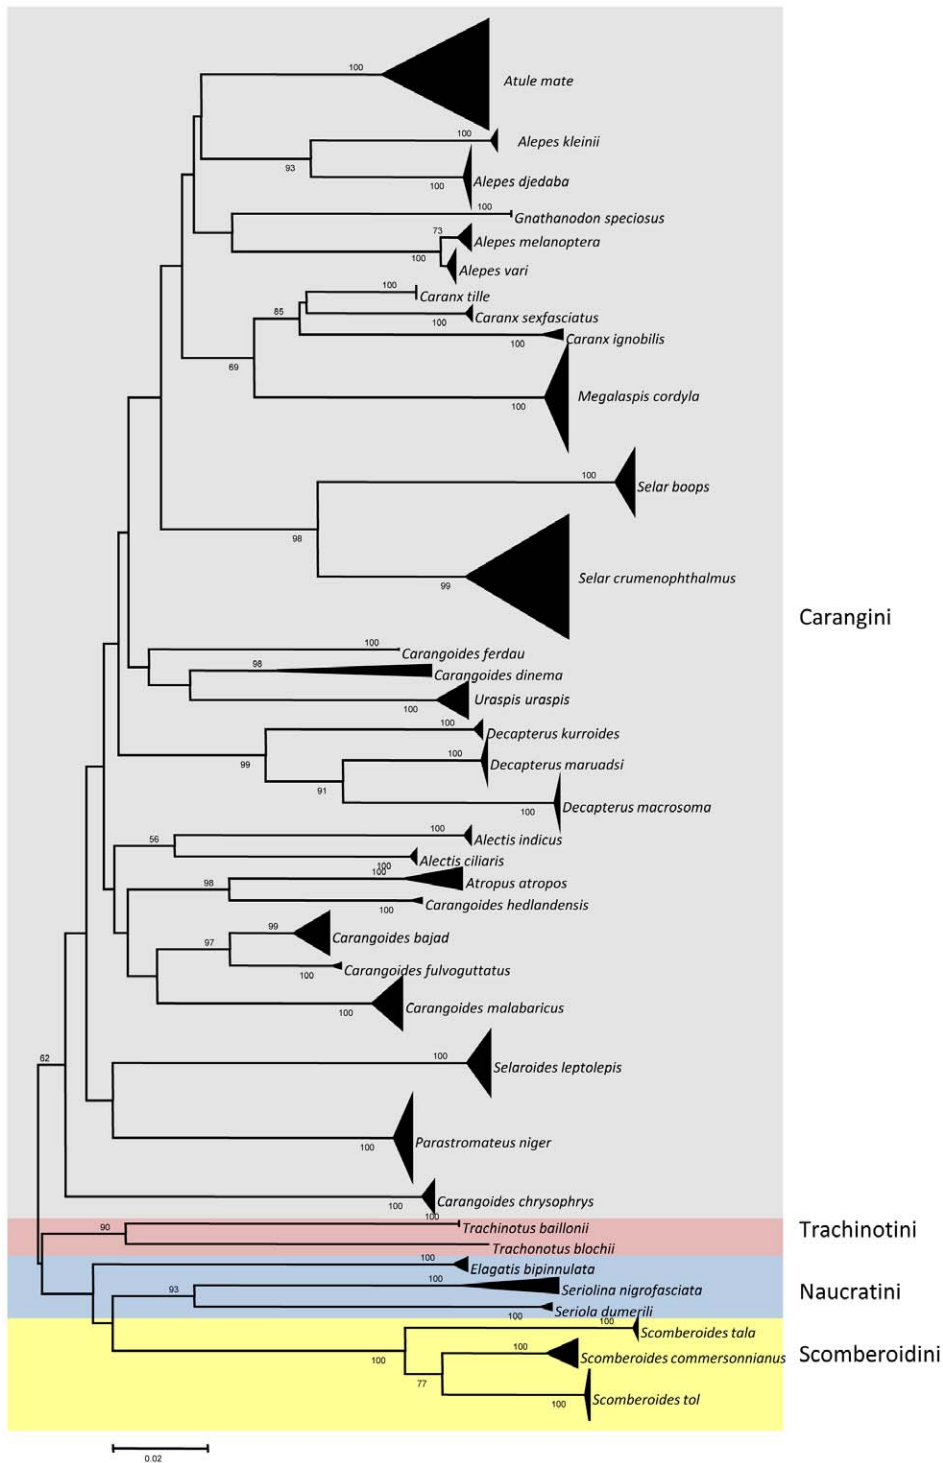 100
Atule mate
100
Alepes kleinii
93
100
Alepes djedaba
100
Gnathanodon speciosus
73
Alepes melanoptera
100
Alepes vari
100
Caranx tille
85
100
Caranx sexfasciatus
100
Caranx ignobilis
69
100
Megalaspis cordyla
100
Selar boops
98
99
Selar crumenophthalmus
Carangini
100
Carangoides ferdau
98
Carangoides dinema
100
Uraspis uraspis
100
Decapterus kurroides
99
100
Decapterus maruadsi
91
100
Decapterus macrosoma
100
Alectis indicus
56
100
Alectis ciliaris
100
Atropus atropos
98
100
Carangoides hedlandensis
99
Carangoides bajad
97
100
Carangoides fulvoguttatus
100
Carangoides malabaricus
62
100
Selaroides leptolepis
100
Parastromateus niger
100
Carangoides chrysophrys
100
Trachinotus baillonii
90
Trachonotus blochii
Trachinotini
100
Elagatis bipinnulata
100
Seriolina nigrofasciata
93
Naucratini
100
Seriola dumerili
100
Scomberoides tala
100
100
Scomberoides commersonnianus
Scomberoidini
77
100
Scomberoides tol
0.02